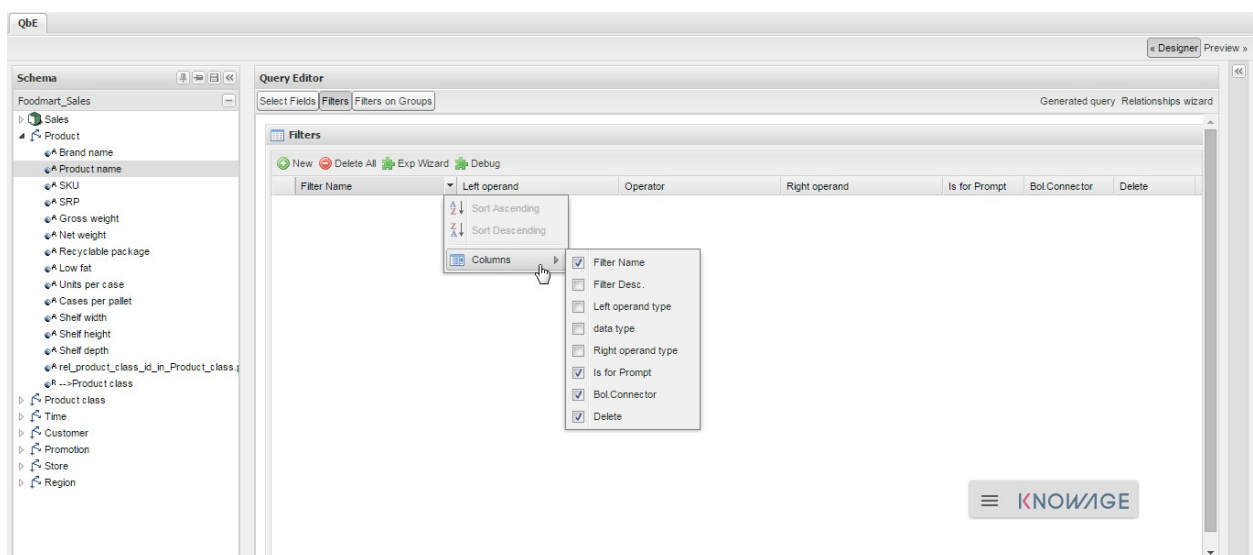 QbE
« Designer Preview »
Schema
Foodmart_Sales
Sales
Product
Brand name
Product name
SKU
SRP
Gross weight
Net weight
Recyclable package
Low fat
Units per case
Cases per pallet
Shelf width
Shelf height
Shelf depth
rel_product_class_id_in_Product_class.p
-->Product class
Product class
Time
Customer
Promotion
Store
Region
Query Editor
Select Fields Filters Filters on Groups Generated query Relationships wizard
Filters
New Delete All Exp Wizard Debug
Filter Name Left operand Operator Right operand Is for Prompt Bol.Connector Delete
Sort Ascending
Sort Descending
Columns
Filter Name
Filter Desc.
Left operand type
data type
Right operand type
Is for Prompt
Bol.Connector
Delete
KNOWAGE